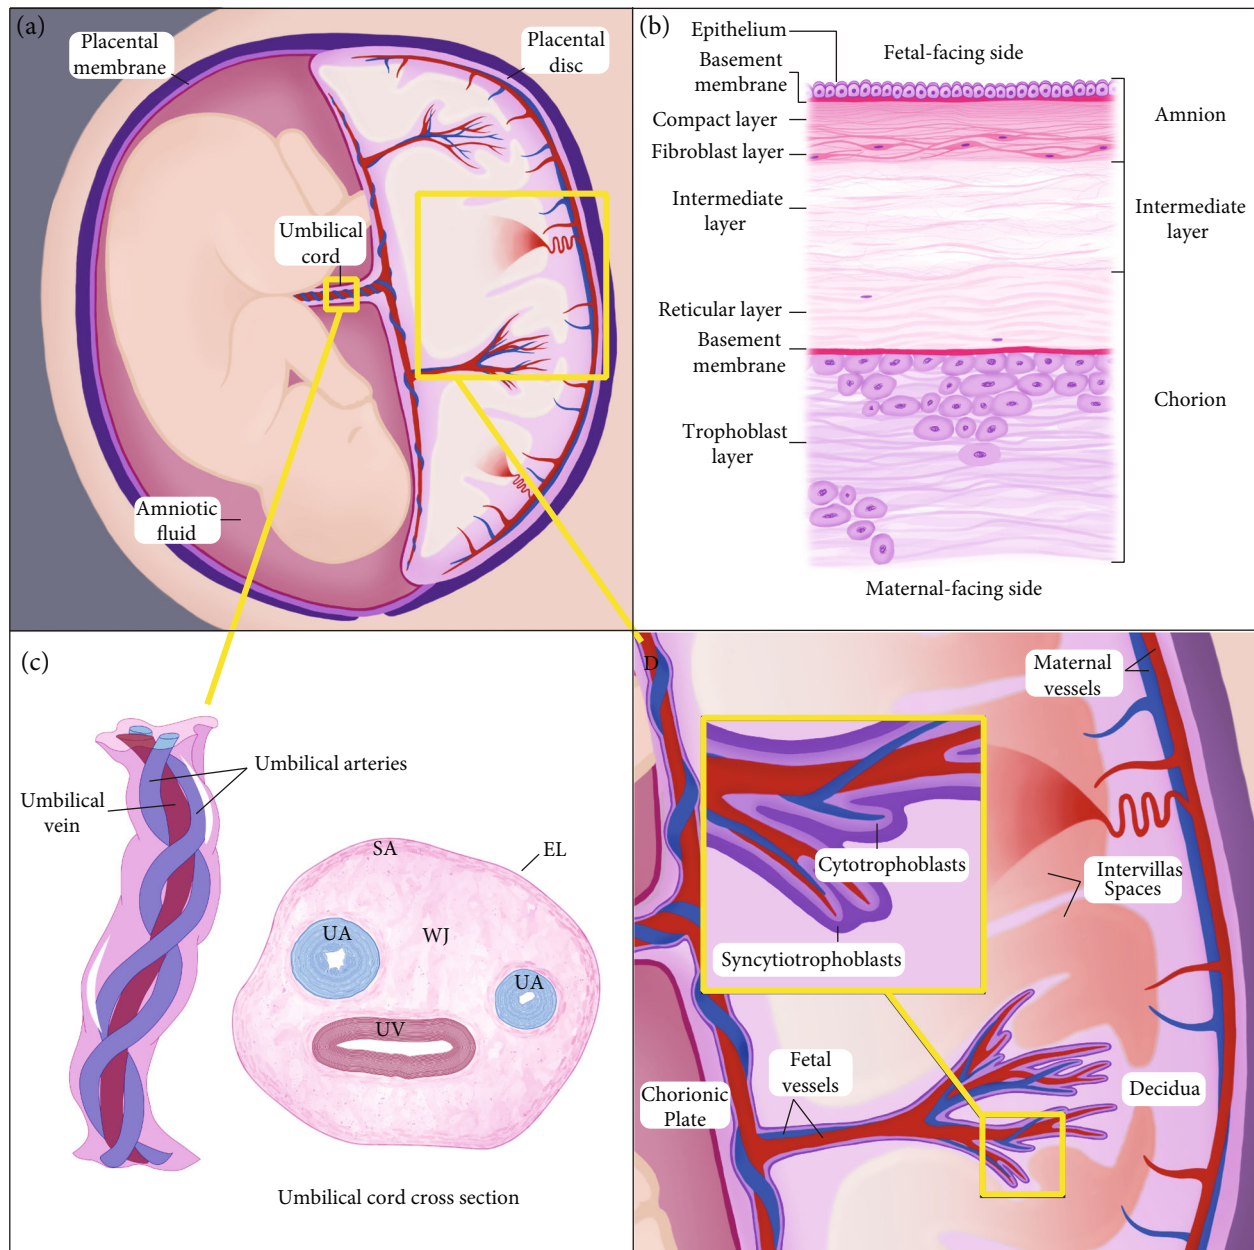 (a)
Placental
membrane
Placental
disc
Umbilical
cord
Amniotic
fluid
(b)
Epithelium
Fetal-facing side
Basement
membrane
Compact layer
Amnion
Fibroblast layer
Intermediate
layer
Intermediate
layer
Reticular layer
Basement
membrane
Chorion
Trophoblast
layer
Maternal-facing side
(c)
Umbilical arteries
Umbilical
vein
SA
EL
UA
WJ
UA
UV
Umbilical cord cross section
D
Maternal
vessels
Cytotrophoblasts
Intervillas
Spaces
Syncytiotrophoblasts
Fetal
vessels
Chorionic
Plate
Decidua